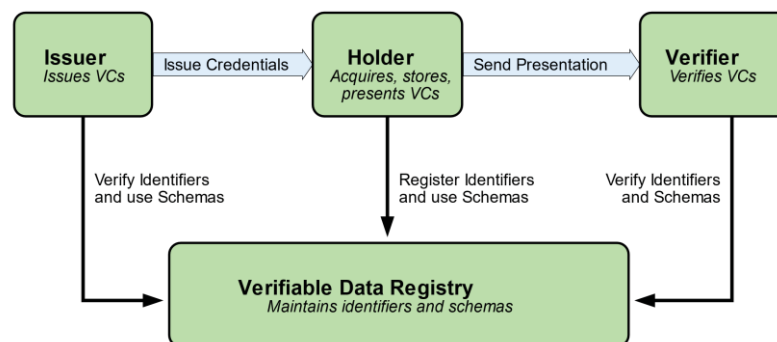 Issuer
Issues VCs
Issue Credentials
Holder
Acquires, stores,
presents VCs
Send Presentation
Verifier
Verifies VCs
Verify Identifiers
and use Schemas
Register Identifiers
and use Schemas
Verify Identifiers
and Schemas
Verifiable Data Registry
Maintains identifiers and schemas